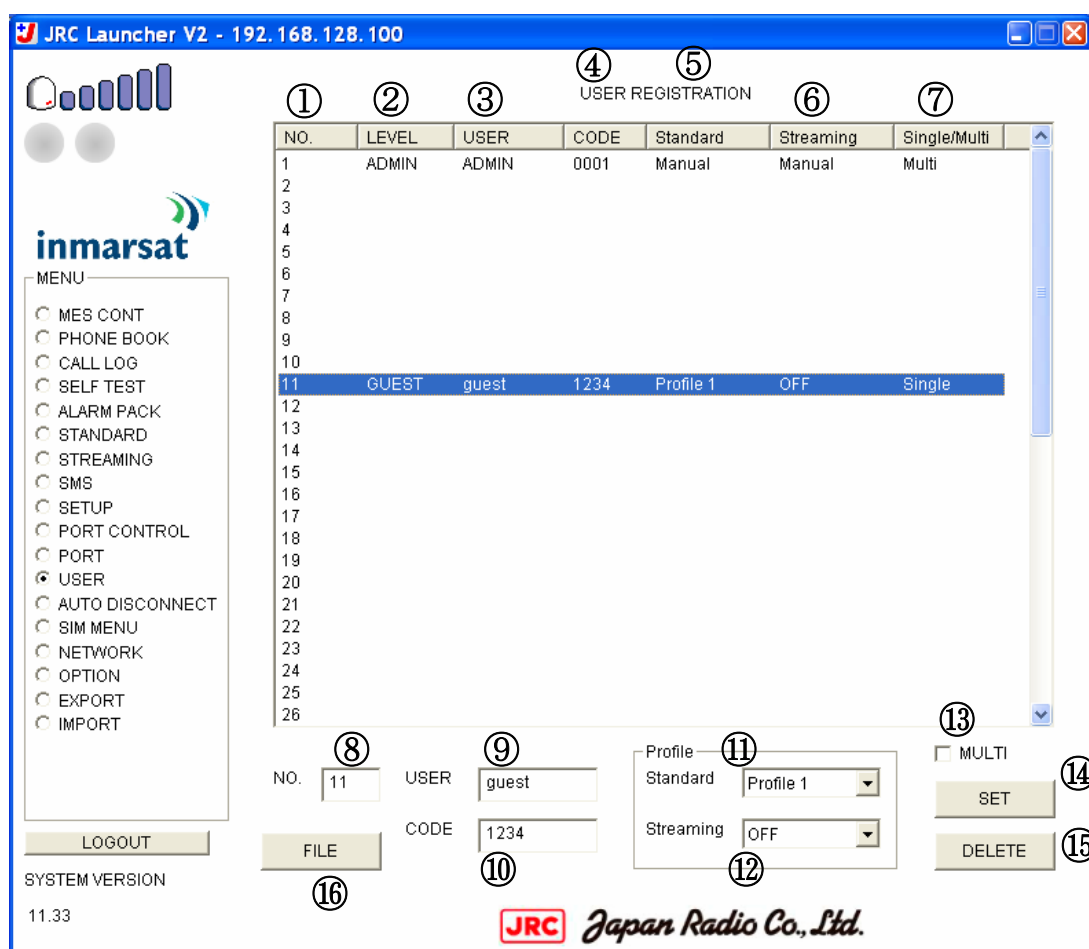 JRC Launcher V2 - 192.168.128.100
④ ⑤
USER REGISTRATION
① ② ③ ⑥ ⑦
NO. LEVEL USER CODE Standard Streaming Single/Multi
1 ADMIN ADMIN 0001 Manual Manual Multi
2
3
4
5
6
7
8
9
10
11 GUEST guest 1234 Profile 1 OFF Single
12
13
14
15
16
17
18
19
20
21
22
23
24
25
26
inmarsat
MENU
MES CONT
PHONE BOOK
CALL LOG
SELF TEST
ALARM PACK
STANDARD
STREAMING
SMS
SETUP
PORT CONTROL
PORT
USER
AUTO DISCONNECT
SIM MENU
NETWORK
OPTION
EXPORT
IMPORT
⑧ ⑨ ⑪ ⑬
NO. 11 USER guest
CODE 1234
⑩
Profile
Standard Profile 1
Streaming OFF
⑫
MULTI
SET ⑭
DELETE ⑮
FILE
⑯
LOGOUT
SYSTEM VERSION
11.33
JRC Japan Radio Co., Ltd.